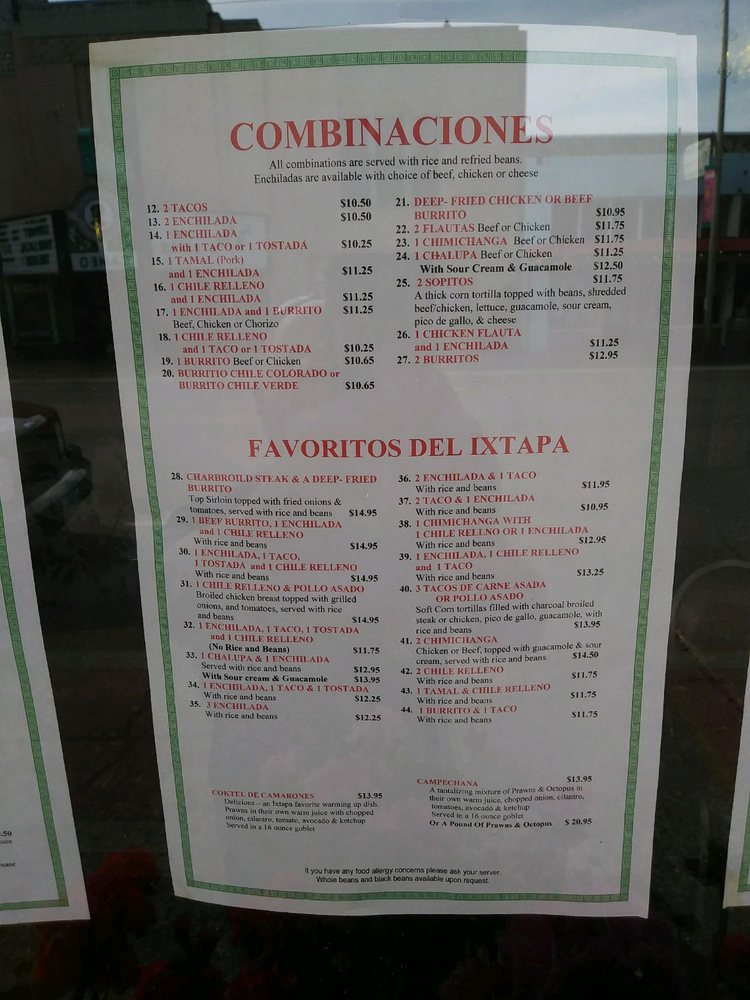 COMBINACIONES
All combinations are served with rice and refried beans.
Enchiladas are available with choice of beef, chicken or cheese
12. 2 TACOS $10.50
13. 2 ENCHILADA $10.50
14. 1 ENCHILADA
with 1 TACO or 1 TOSTADA $10.25
15. 1 TAMAL (Pork)
and 1 ENCHILADA $11.25
16. 1 CHILE RELLENO
and 1 ENCHILADA $11.25
17. 1 ENCHILADA and 1 BURRITO $11.25
Beef, Chicken or Chorizo
18. 1 CHILE RELLENO
and 1 TACO or 1 TOSTADA $10.25
19. 1 BURRITO Beef or Chicken $10.65
20. BURRITIO CHILE COLORADO or
BURRITO CHILE VERDE $10.65
21. DEEP- FRIED CHICKEN OR BEEF
BURRITO $10.95
22. 2 FLAUTAS Beef or Chicken $11.75
23. 1 CHIMICHANGA Beef or Chicken $11.75
24. 1 CHALUPA Beef or Chicken $11.25
With Sour Cream & Guacamole $12.50
25. 2 SOPITOS $11.75
A thick corn tortilla topped with beans, shredded
beef/chicken, lettuce, guacamole, sour cream,
pico de gallo, & cheese
26. 1 CHICKEN FLAUTA
and 1 ENCHILADA $11.25
27. 2 BURRITOS $12.95
FAVORITOS DEL IXTAPA
28. CHARBROILD STEAK & A DEEP- FRIED
BURRITO
Top Sirloin topped with fried onions &
tomatoes, served with rice and beans $14.95
29. 1 BEEF BURRITO, 1 ENCHILADA
and 1 CHILE RELLENO
With rice and beans $14.95
30. 1 ENCHILADA, 1 TACO,
1 TOSTADA and 1 CHILE RELLENO
With rice and beans $14.95
31. 1 CHILE RELLENO & POLLO ASADO
Broiled chicken breast topped with grilled
onions, and tomatoes, served with rice
and beans $14.95
32. 1 ENCHILADA, 1 TACO, 1 TOSTADA
and 1 CHILE RELLENO
(No Rice and Beans) $11.75
33. 1 CHALUPA & 1 ENCHILADA
Served with rice and beans $12.95
With Sour cream & Guacamole $13.95
34. 1 ENCHILADA, 1 TACO & 1 TOSTADA
With rice and beans $12.25
35. 3 ENCHILADA
With rice and beans $12.25
36. 2 ENCHILADA & 1 TACO
With rice and beans $11.95
37. 2 TACO & 1 ENCHILADA
With rice and beans $10.95
38. 1 CHIMICHANGA WITH
1 CHILE RELLNO OR 1 ENCHILADA
With rice and beans $12.95
39. 1 ENCHILADA, 1 CHILE RELLENO
and 1 TACO
With rice and beans $13.25
40. 3 TACOS DE CARNE ASADA
OR POLLO ASADO
Soft Corn tortillas filled with charcoal broiled
steak or chicken, pico de gallo, guacamole, with
rice and beans $13.95
41. 2 CHIMICHANGA
Chicken or Beef, topped with guacamole & sour
cream, served with rice and beans $14.50
42. 2 CHILE RELLENO
With rice and beans $11.75
43. 1 TAMAL & CHILE RELLENO
With rice and beans $11.75
44. 1 BURRITO & 1 TACO
With rice and beans $11.75
COKTEL DE CAMARONES $13.95
Delicious – an Ixtapa favorite warming up dish.
Prawns in their own warm juice with chopped
onion, cilantro, tomato, avocado & ketchup
Served in a 16 ounce goblet
CAMPECHANA $13.95
A tantalizing mixture of Prawns & Octopus in
their own warm juice, chopped onion, cilantro,
tomatoes, avocado & ketchup
Served in a 16 ounce goblet
Or A Pound Of Prawns & Octopus $ 20.95
If you have any food allergy concerns please ask your server.
Whole beans and black beans available upon request.